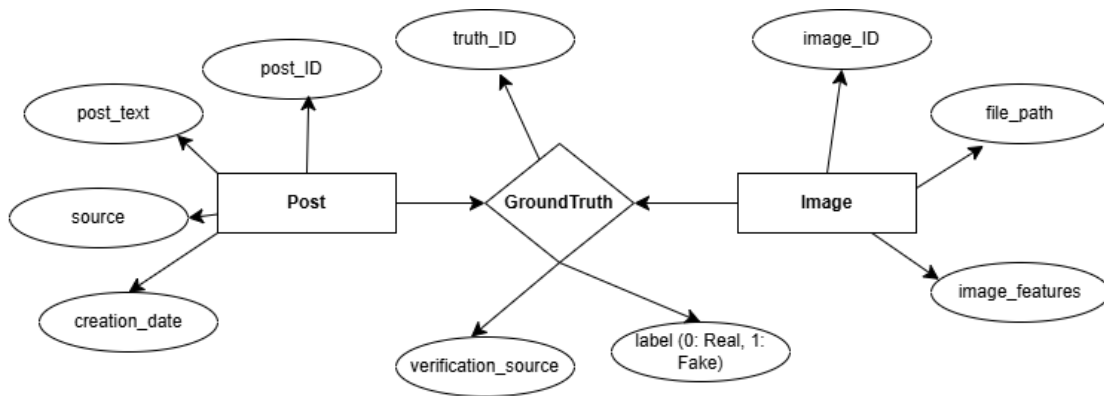 truth_ID
image_ID
post_ID
post_text
file_path
Post
GroundTruth
Image
source
creation_date
image_features
verification_source
label (0: Real, 1:
Fake)